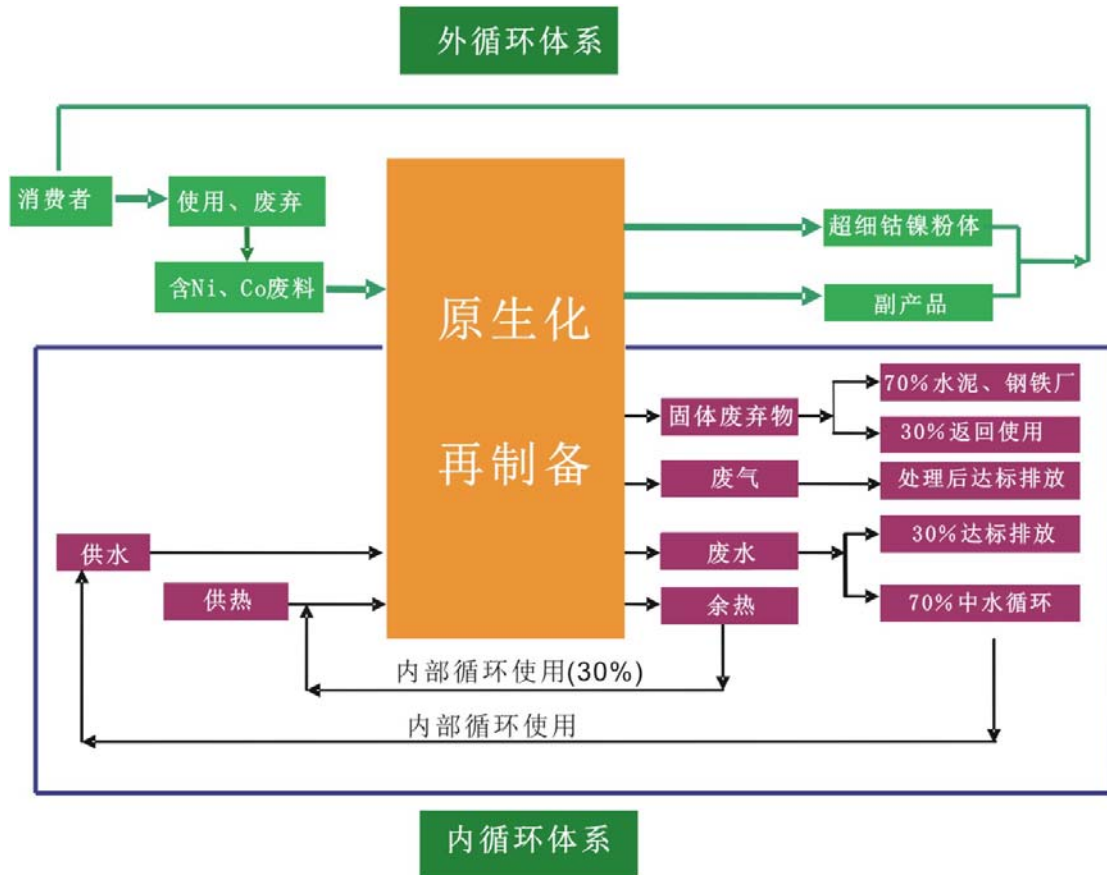 外循环体系
消费者
使用、废弃
含Ni、Co废料
原生化
再制备
超细钴镍粉体
副产品
固体废弃物
70%水泥、钢铁厂
30%返回使用
废气
处理后达标排放
供水
废水
30%达标排放
供热
余热
70%中水循环
内部循环使用(30%)
内部循环使用
内循环体系